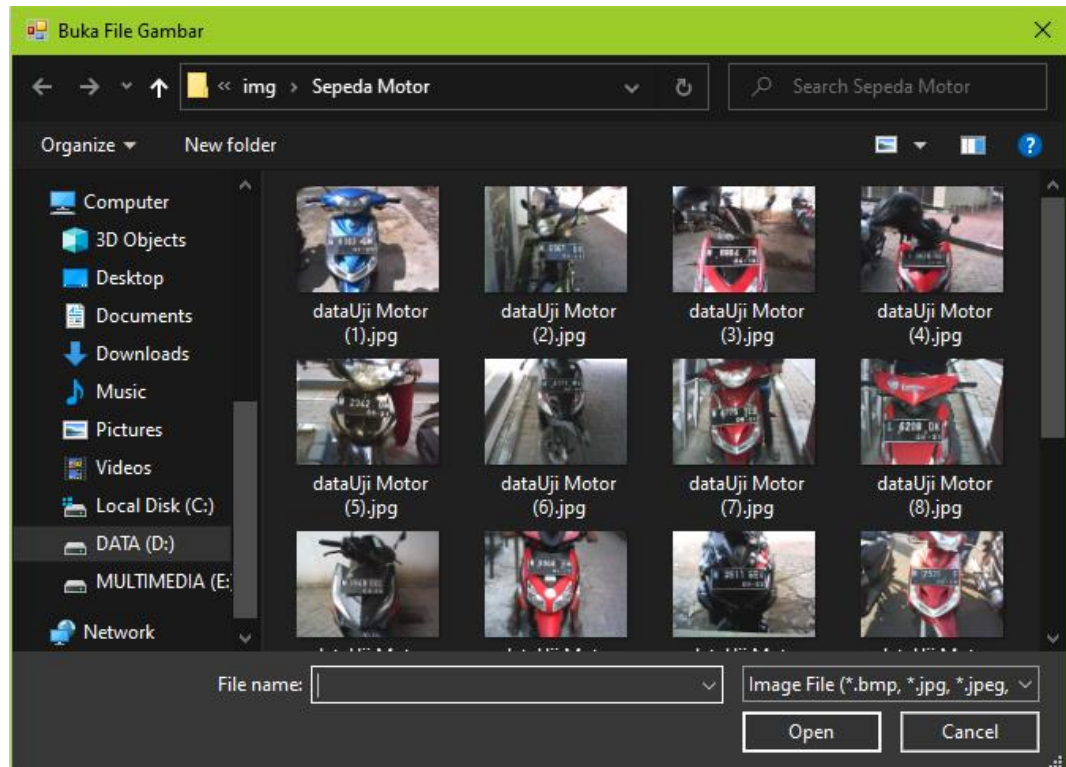 Buka File Gambar
« img › Sepeda Motor
Search Sepeda Motor
Organize
New folder
Computer
3D Objects
Desktop
Documents
Downloads
Music
Pictures
Videos
Local Disk (C:)
DATA (D:)
MULTIMEDIA (E:
Network
dataUji Motor (1).jpg
dataUji Motor (2).jpg
dataUji Motor (3).jpg
dataUji Motor (4).jpg
dataUji Motor (5).jpg
dataUji Motor (6).jpg
dataUji Motor (7).jpg
dataUji Motor (8).jpg
L 6208 DK
File name:
Image File (*.bmp, *.jpg, *.jpeg,
Open
Cancel